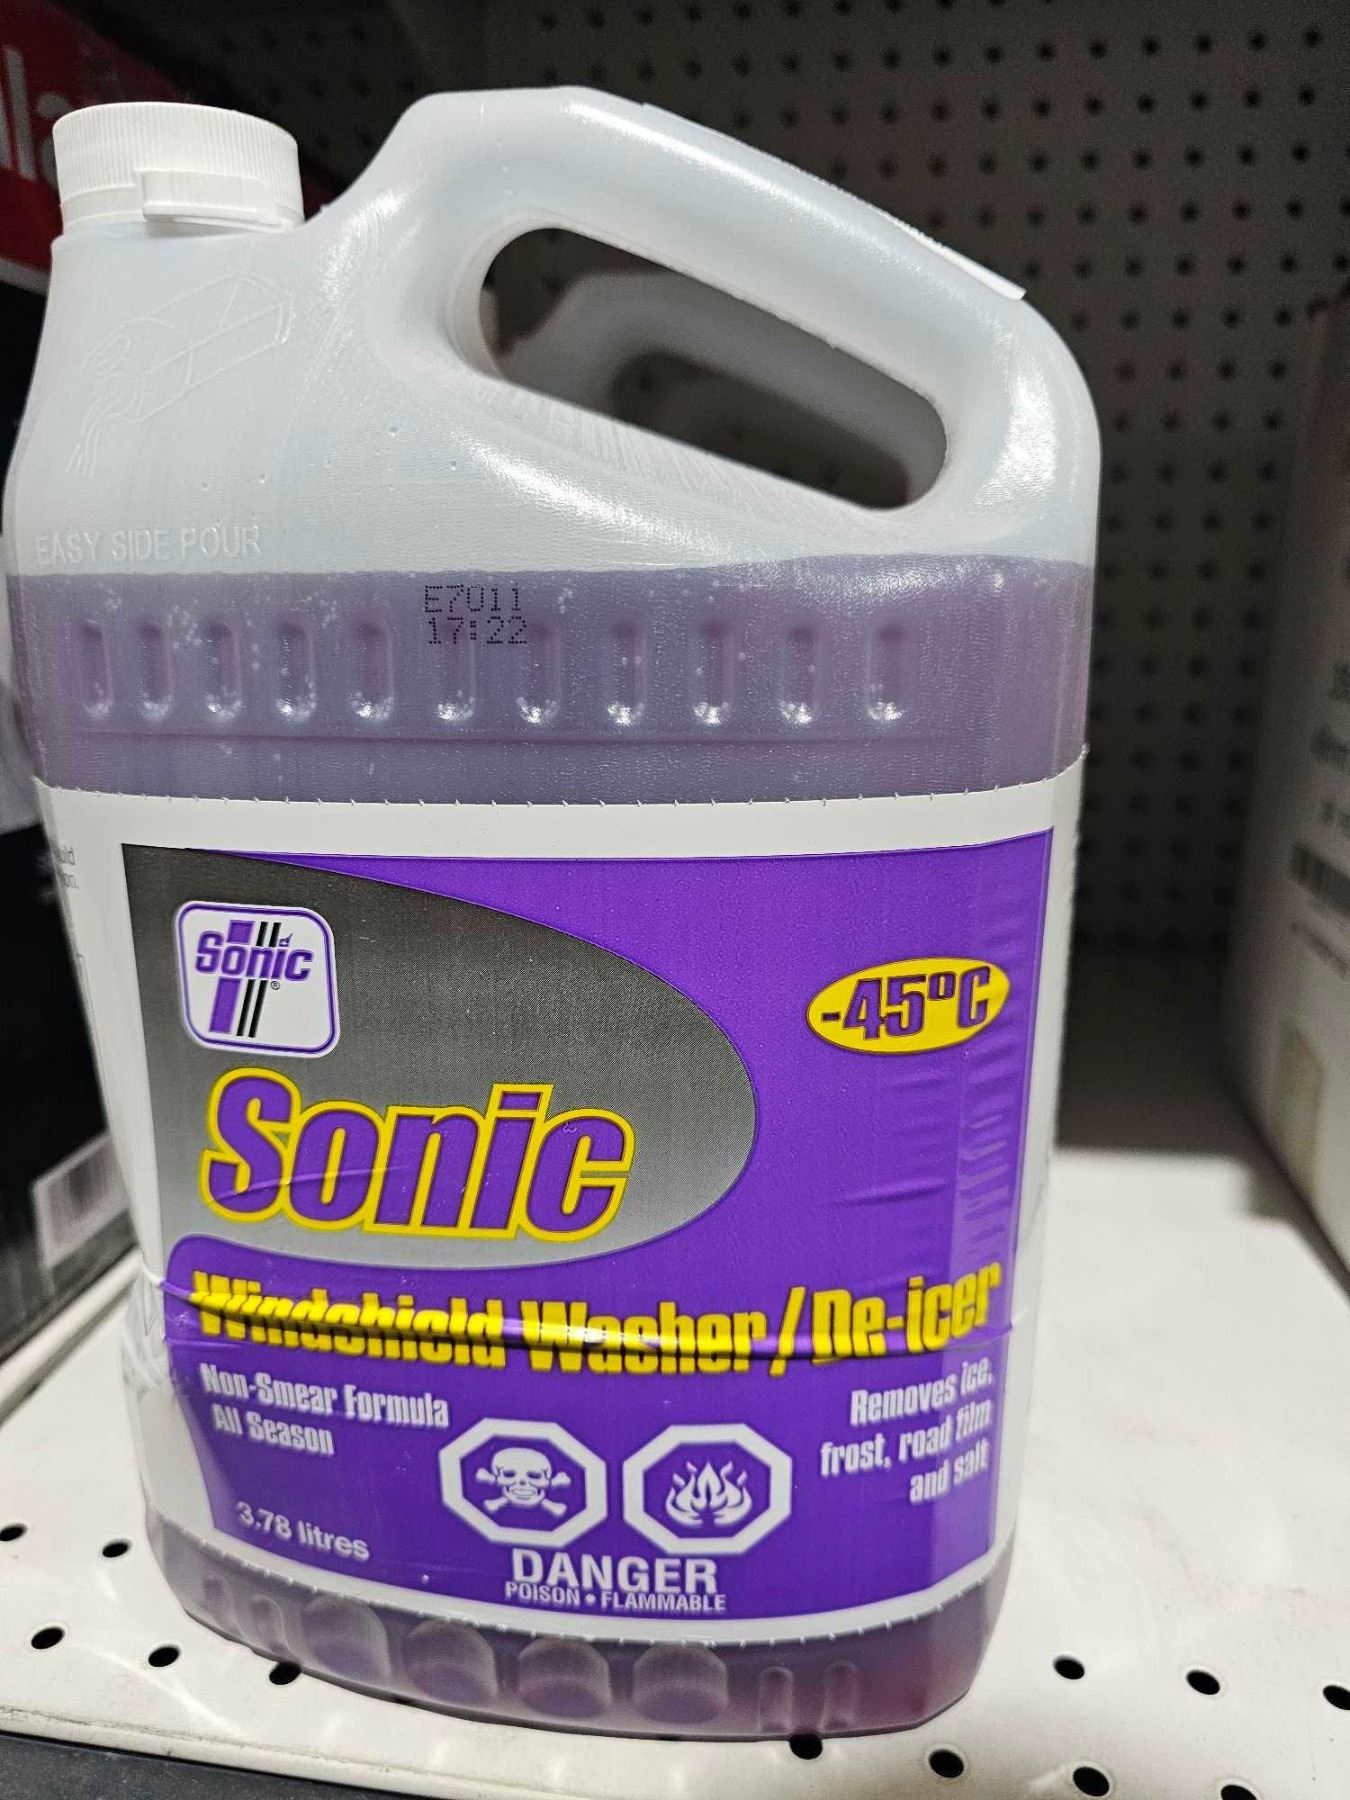 EASY SIDE POUR
E7011
17:22
Sonic®
-45°C
Sonic
Windshield Washer / De-icer
Non-Smear Formula
All Season
Removes ice,
frost, road film
and salt
3.78 litres
DANGER
POISON • FLAMMABLE